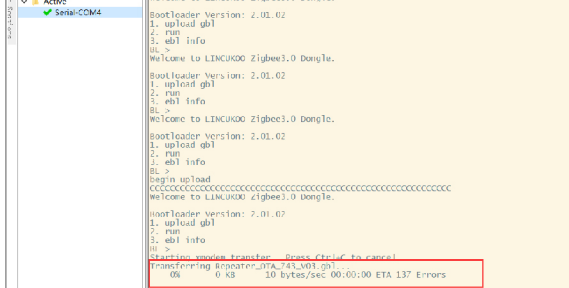 Active
Serial-COM4
Bootloader Version: 2.01.02
1. upload gbl
2. run
3. ebl info
BL >
Welcome to LINCUKOO Zigbee3.0 Dongle.
Bootloader Version: 2.01.02
1. upload gbl
2. run
3. ebl info
BL >
Welcome to LINCUKOO Zigbee3.0 Dongle.
Bootloader Version: 2.01.02
1. upload gbl
2. run
3. ebl info
BL >
begin upload
CCCCCCCCCCCCCCCCCCCCCCCCCCCCCCCCCCCCCCCCCCCCCCCCCCCCCCCCCCCCC
Welcome to LINCUKOO Zigbee3.0 Dongle.
Bootloader Version: 2.01.02
1. upload gbl
2. run
3. ebl info
BL >
Starting xmodem transfer. Press Ctrl+C to cancel.
Transferring Repeater_OTA_Z43_V03.gbl...
0% 0 KB 10 bytes/sec 00:00:00 ETA 137 Errors